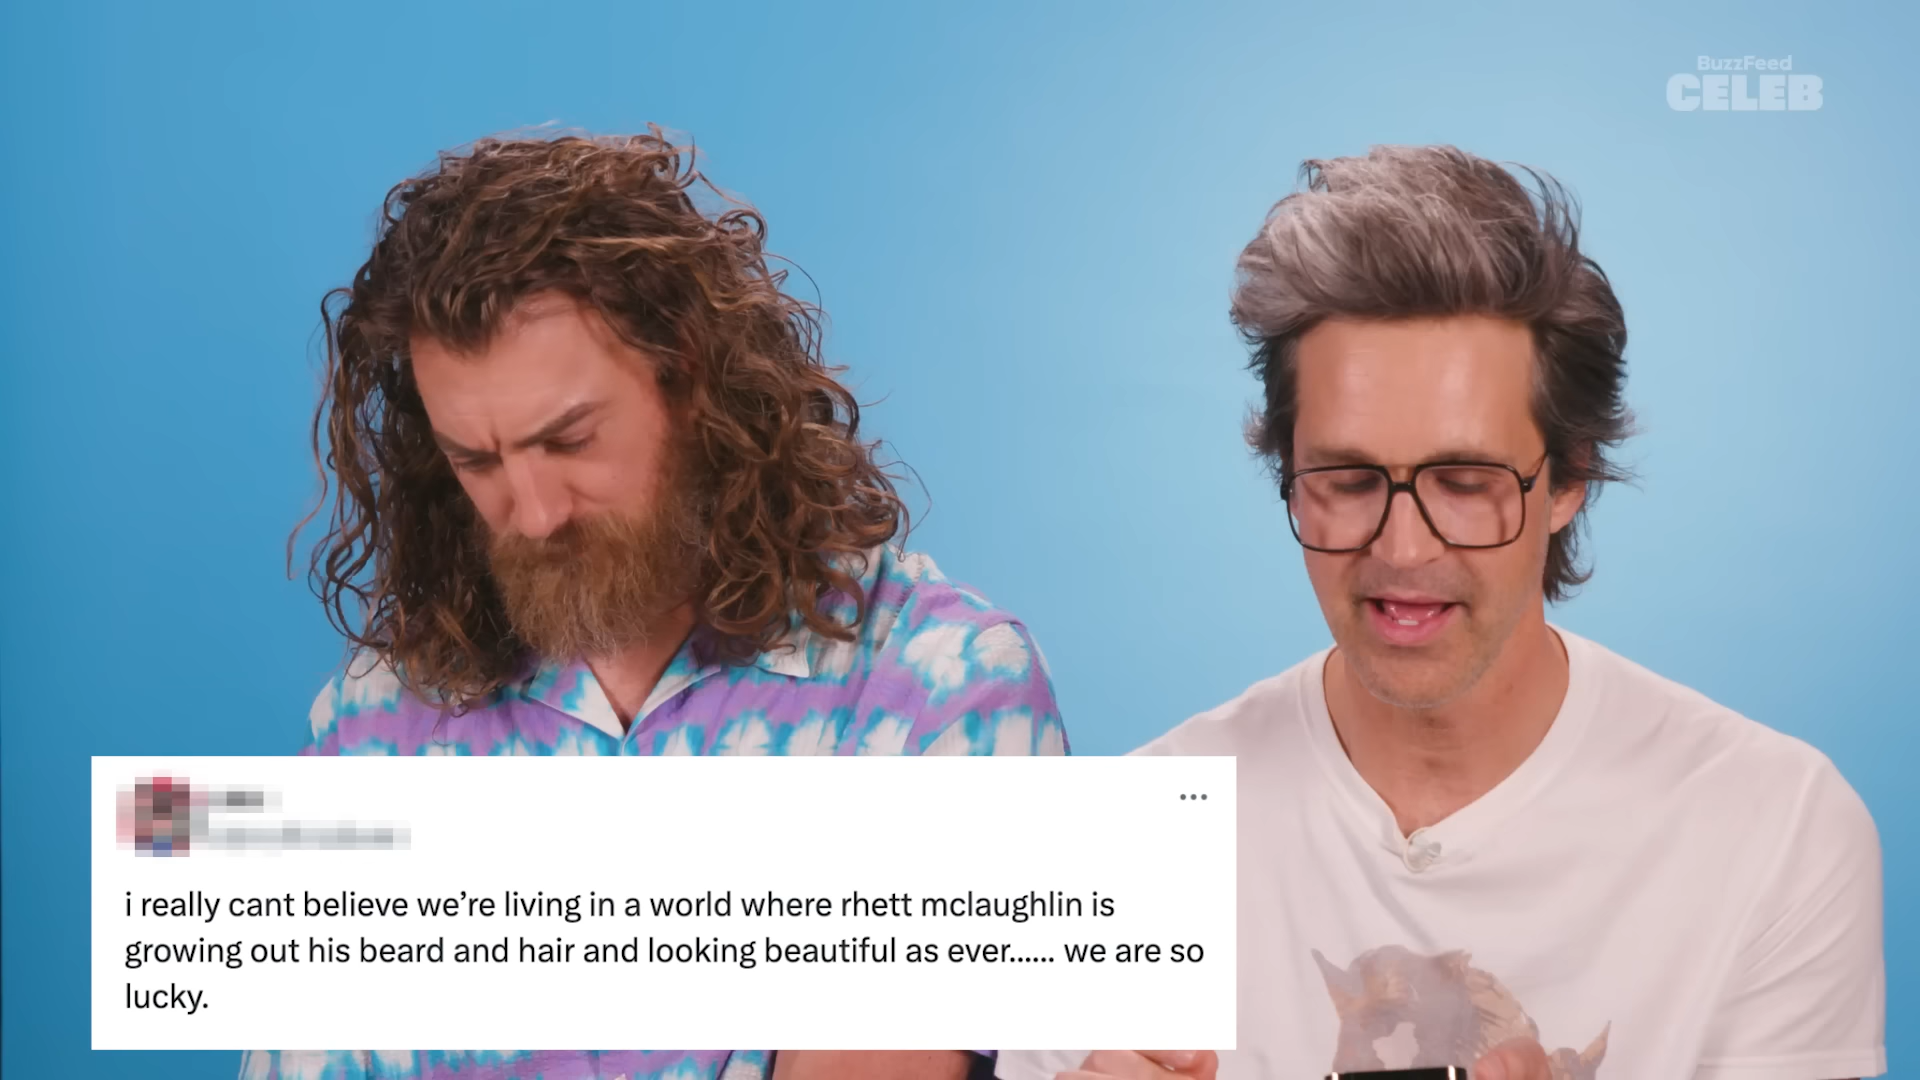 BuzzFeed
CELEB
i really cant believe we’re living in a world where rhett mclaughlin is
growing out his beard and hair and looking beautiful as ever...... we are so
lucky.